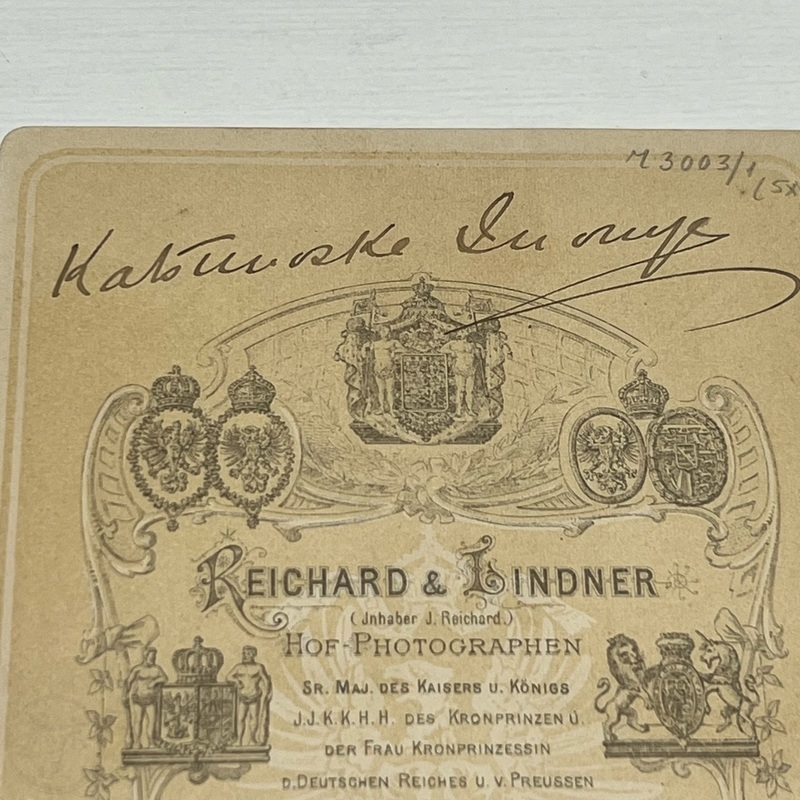 M 3003/1
(5x
Katsunoske Inouye
REICHARD & LINDNER
(Jnhaber J. Reichard.)
HOF-PHOTOGRAPHEN
SR. MAJ. DES KAISERS U. KÖNIGS
J.J.K.K.H.H. DES KRONPRINZEN U.
DER FRAU KRONPRINZESSIN
D. DEUTSCHEN REICHES U. V. PREUSSEN